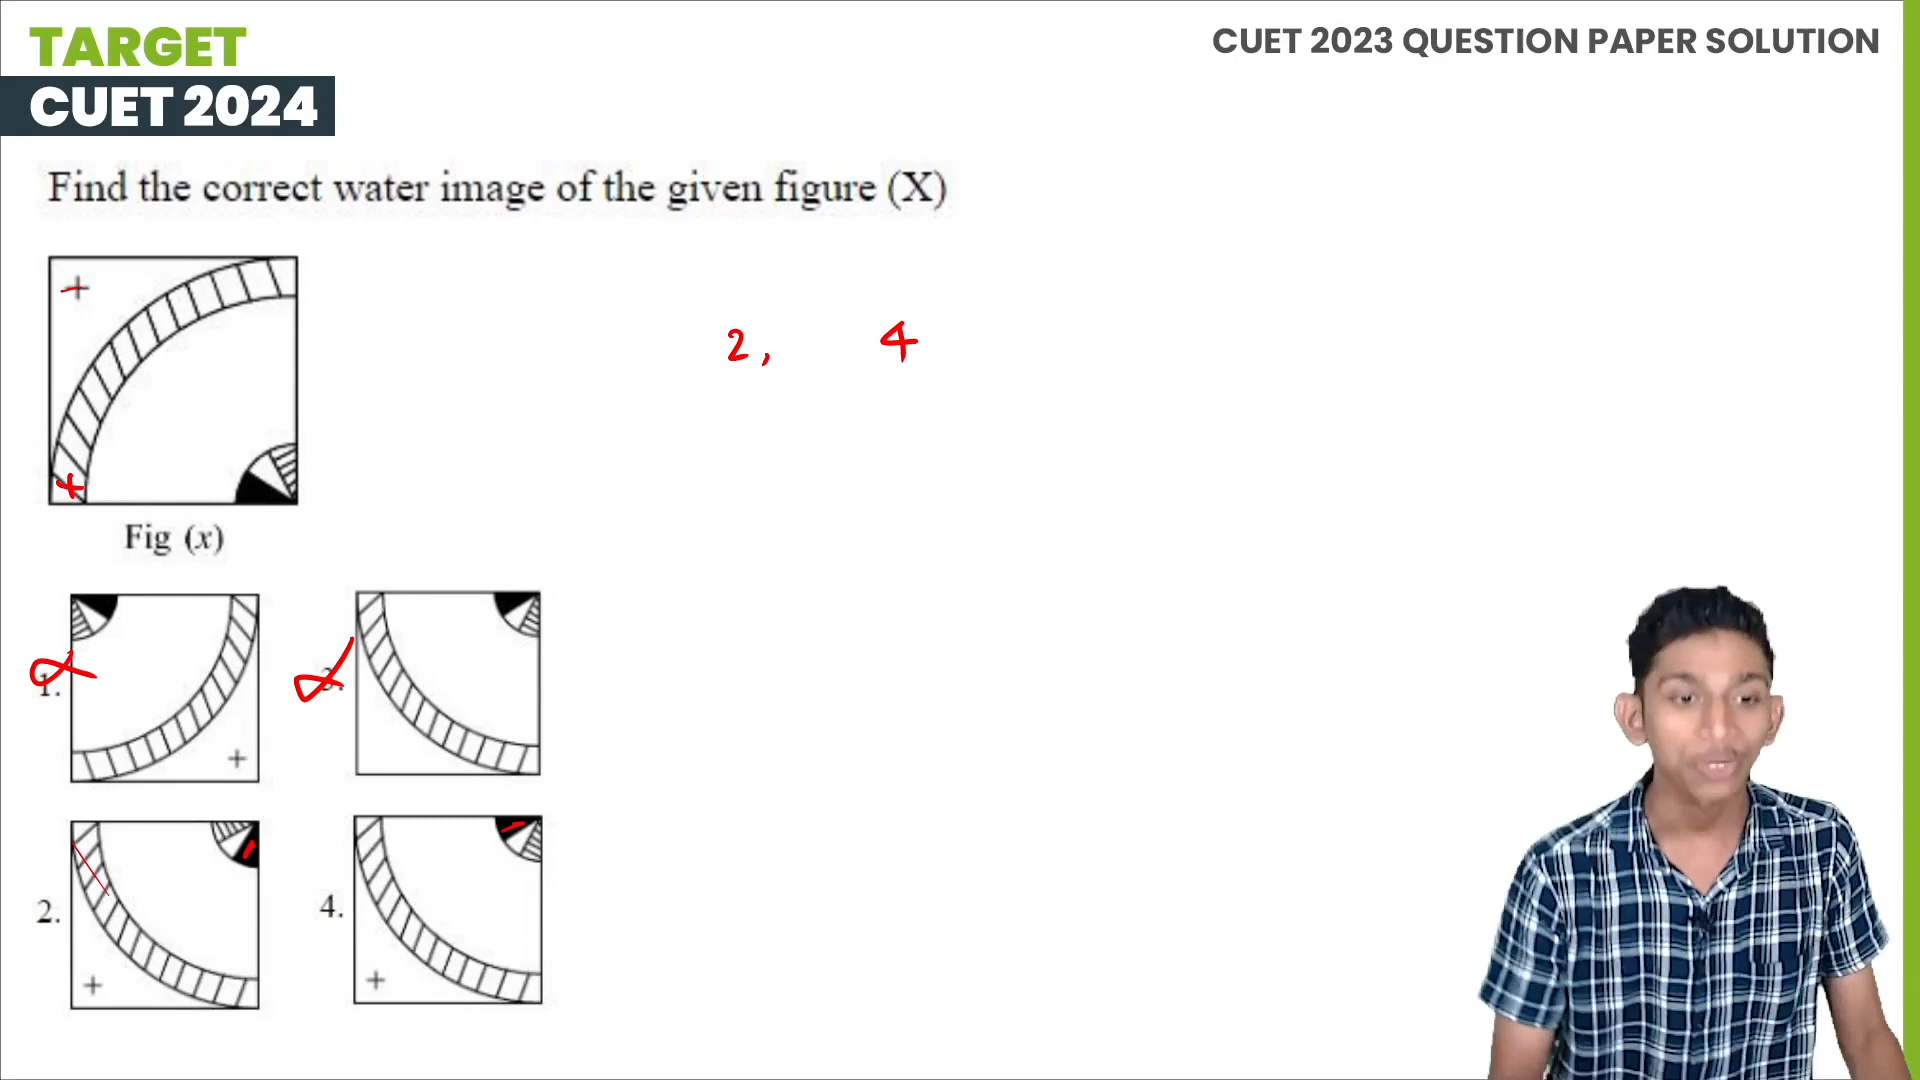 TARGET
CUET 2024
CUET 2023 QUESTION PAPER SOLUTION
Find the correct water image of the given figure (X)
2, 4
Fig (x)
1.
3.
2.
4.